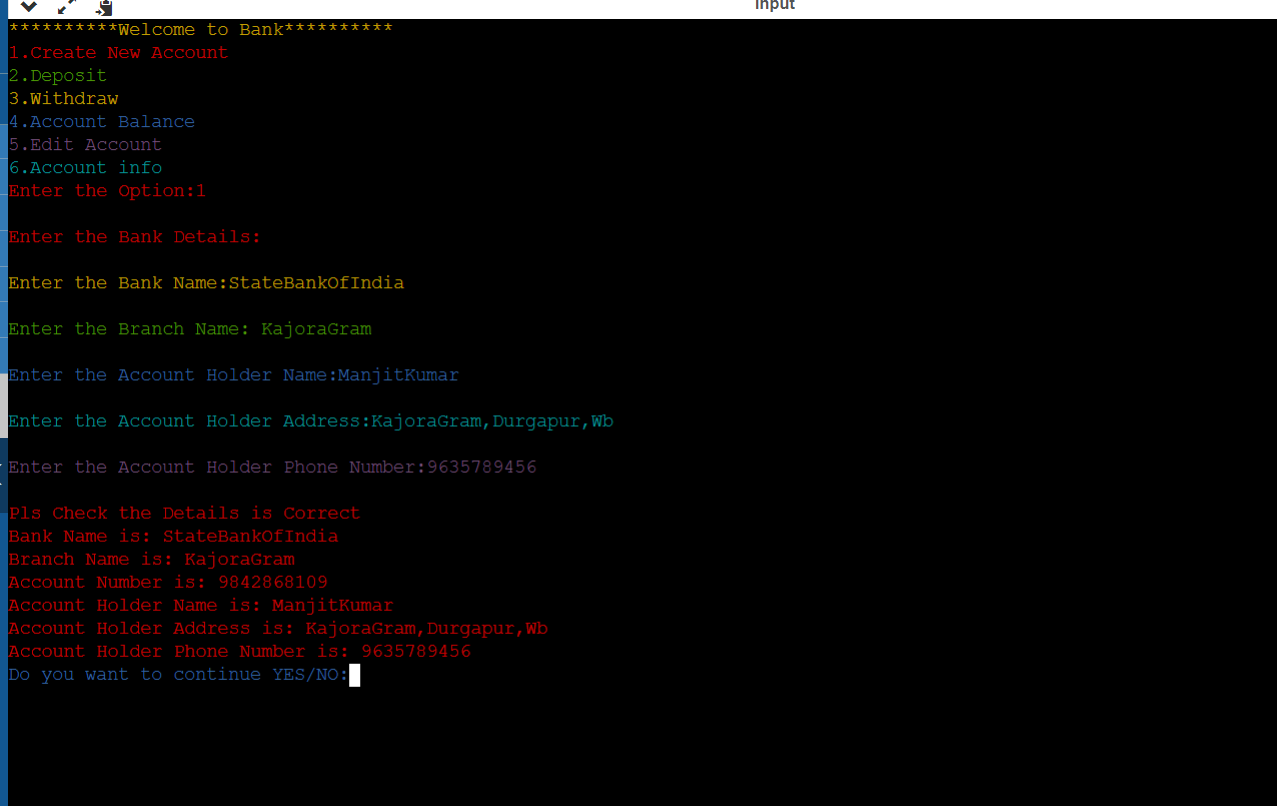 input
**********Welcome to Bank**********
1.Create New Account
2.Deposit
3.Withdraw
4.Account Balance
5.Edit Account
6.Account info
Enter the Option:1
Enter the Bank Details:
Enter the Bank Name:StateBankOfIndia
Enter the Branch Name: KajoraGram
Enter the Account Holder Name:ManjitKumar
Enter the Account Holder Address:KajoraGram,Durgapur,Wb
Enter the Account Holder Phone Number:9635789456
Pls Check the Details is Correct
Bank Name is: StateBankOfIndia
Branch Name is: KajoraGram
Account Number is: 9842868109
Account Holder Name is: ManjitKumar
Account Holder Address is: KajoraGram,Durgapur,Wb
Account Holder Phone Number is: 9635789456
Do you want to continue YES/NO: